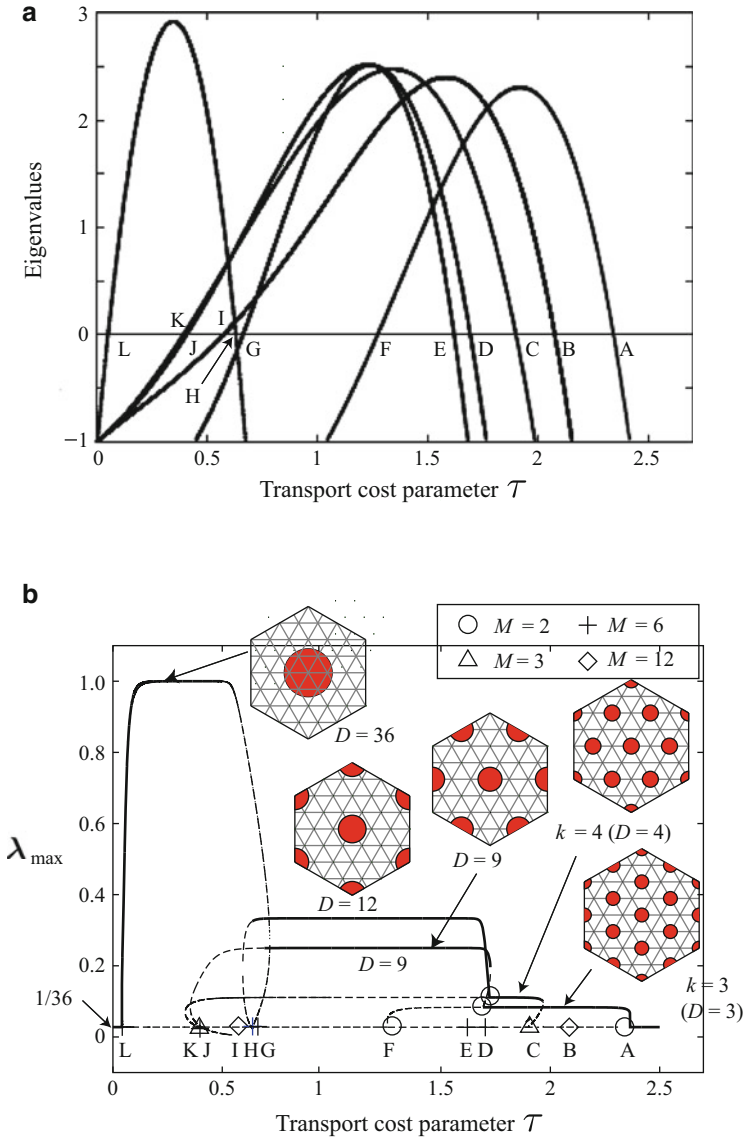 a
3
2
1
0
−1
Eigenvalues
K
I
L
J
G
F
E
D
C
B
A
H
0
0.5
1
1.5
2
2.5
Transport cost parameter τ
b
M = 2
M = 6
M = 3
M = 12
1.0
0.8
0.6
0.4
0.2
0
λmax
1/36
D = 36
D = 12
D = 9
k = 4 (D = 4)
D = 9
k = 3
(D = 3)
L
K J
I H G
F
E D
C
B
A
0
0.5
1
1.5
2
2.5
Transport cost parameter τ